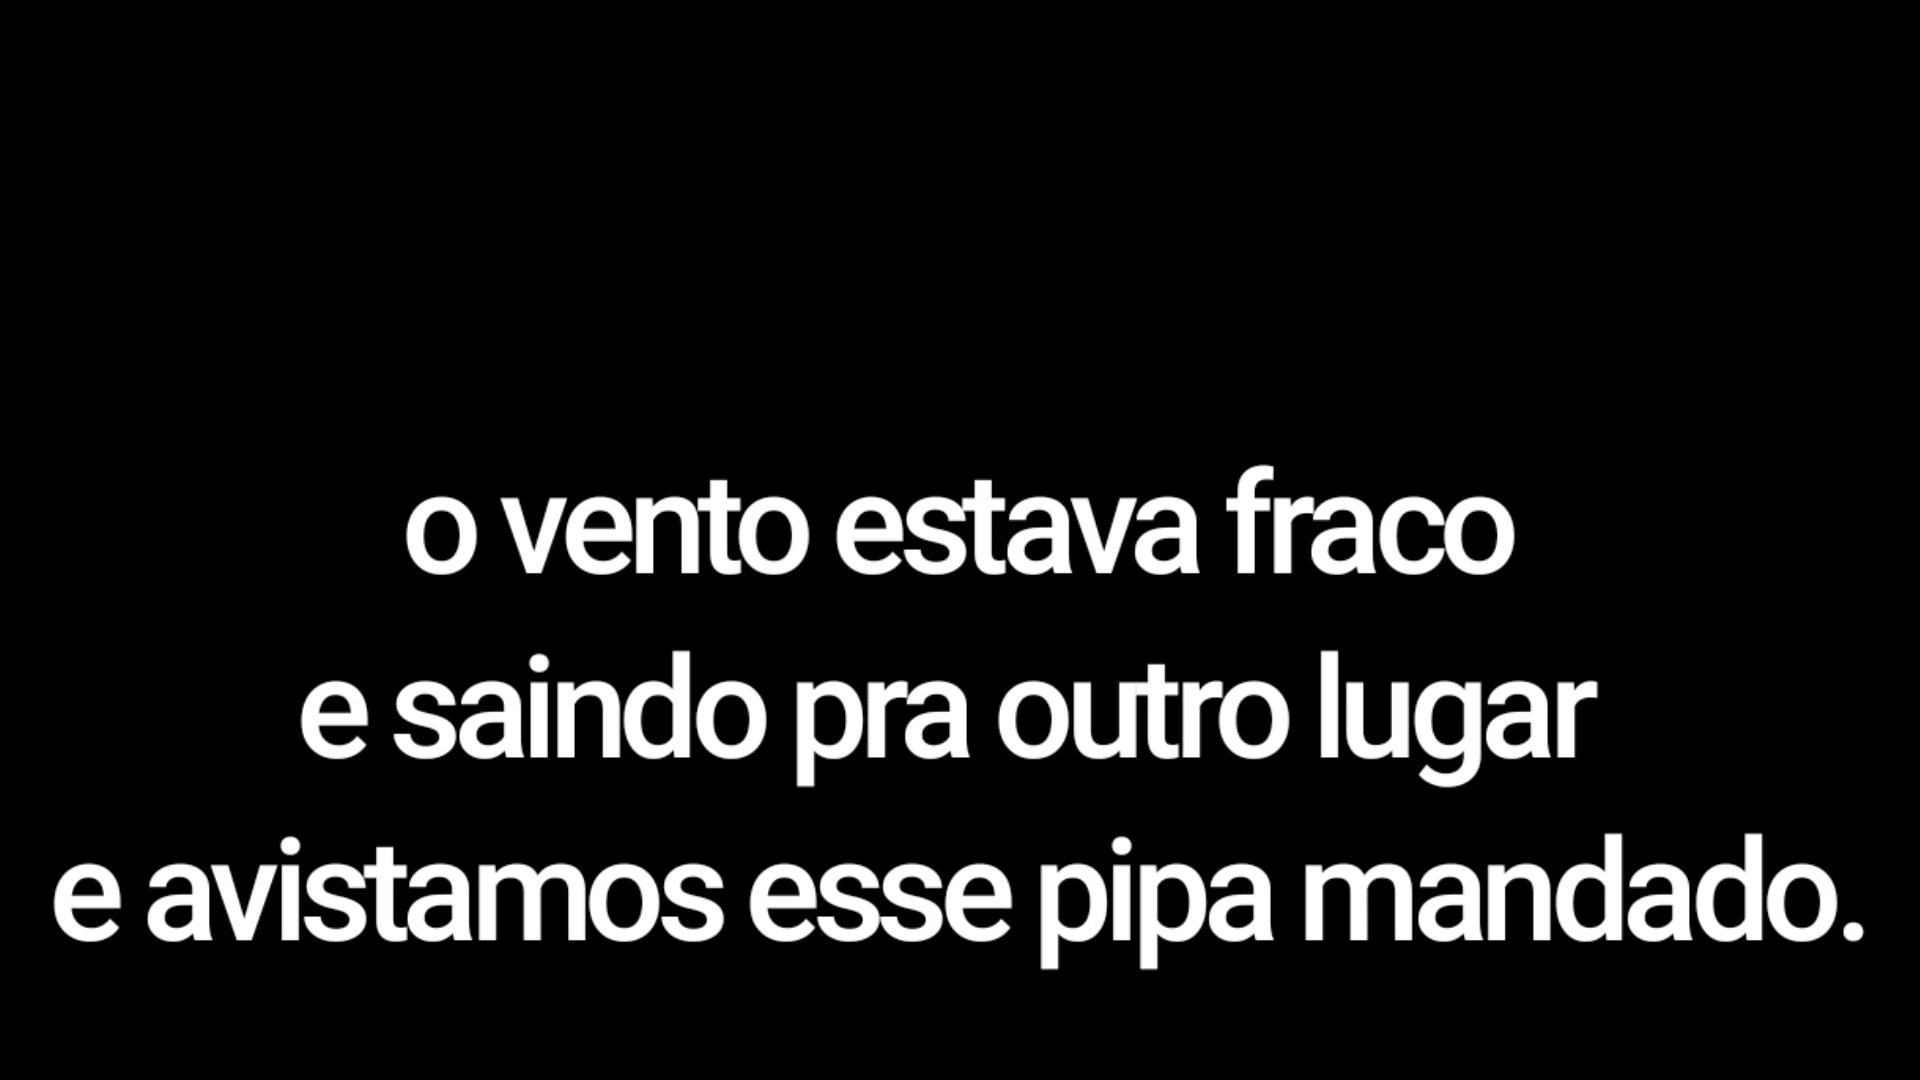 o vento estava fraco
e saindo pra outro lugar
e avistamos esse pipa mandado.